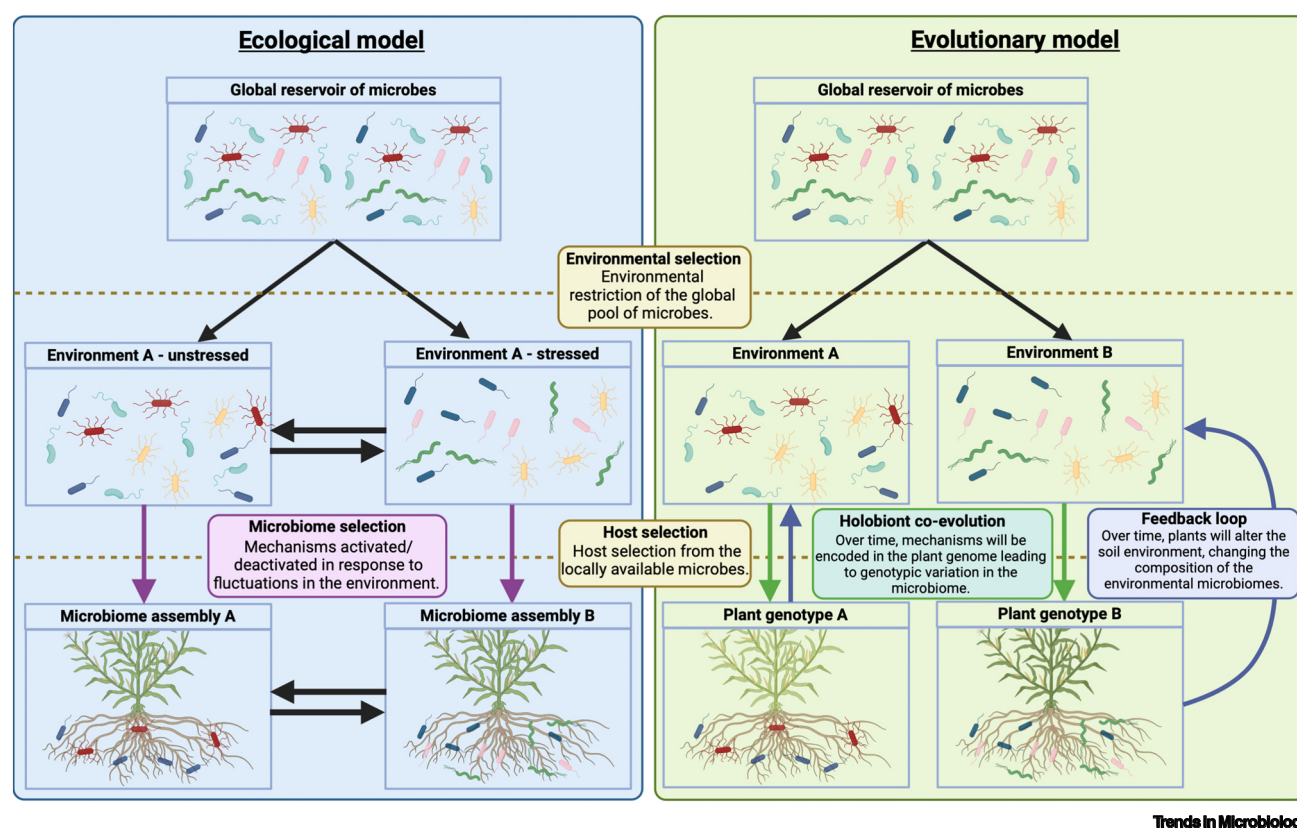 Ecological model
Evolutionary model
Global reservoir of microbes
Global reservoir of microbes
Environmental selection
Environmental
restriction of the global
pool of microbes.
Environment A - unstressed
Environment A - stressed
Environment A
Environment B
Microbiome selection
Mechanisms activated/
deactivated in response to
fluctuations in the environment.
Host selection
Host selection from the
locally available microbes.
Holobiont co-evolution
Over time, mechanisms will be
encoded in the plant genome leading
to genotypic variation in the
microbiome.
Feedback loop
Over time, plants will alter the
soil environment, changing the
composition of the
environmental microbiomes.
Microbiome assembly A
Microbiome assembly B
Plant genotype A
Plant genotype B
Trends in